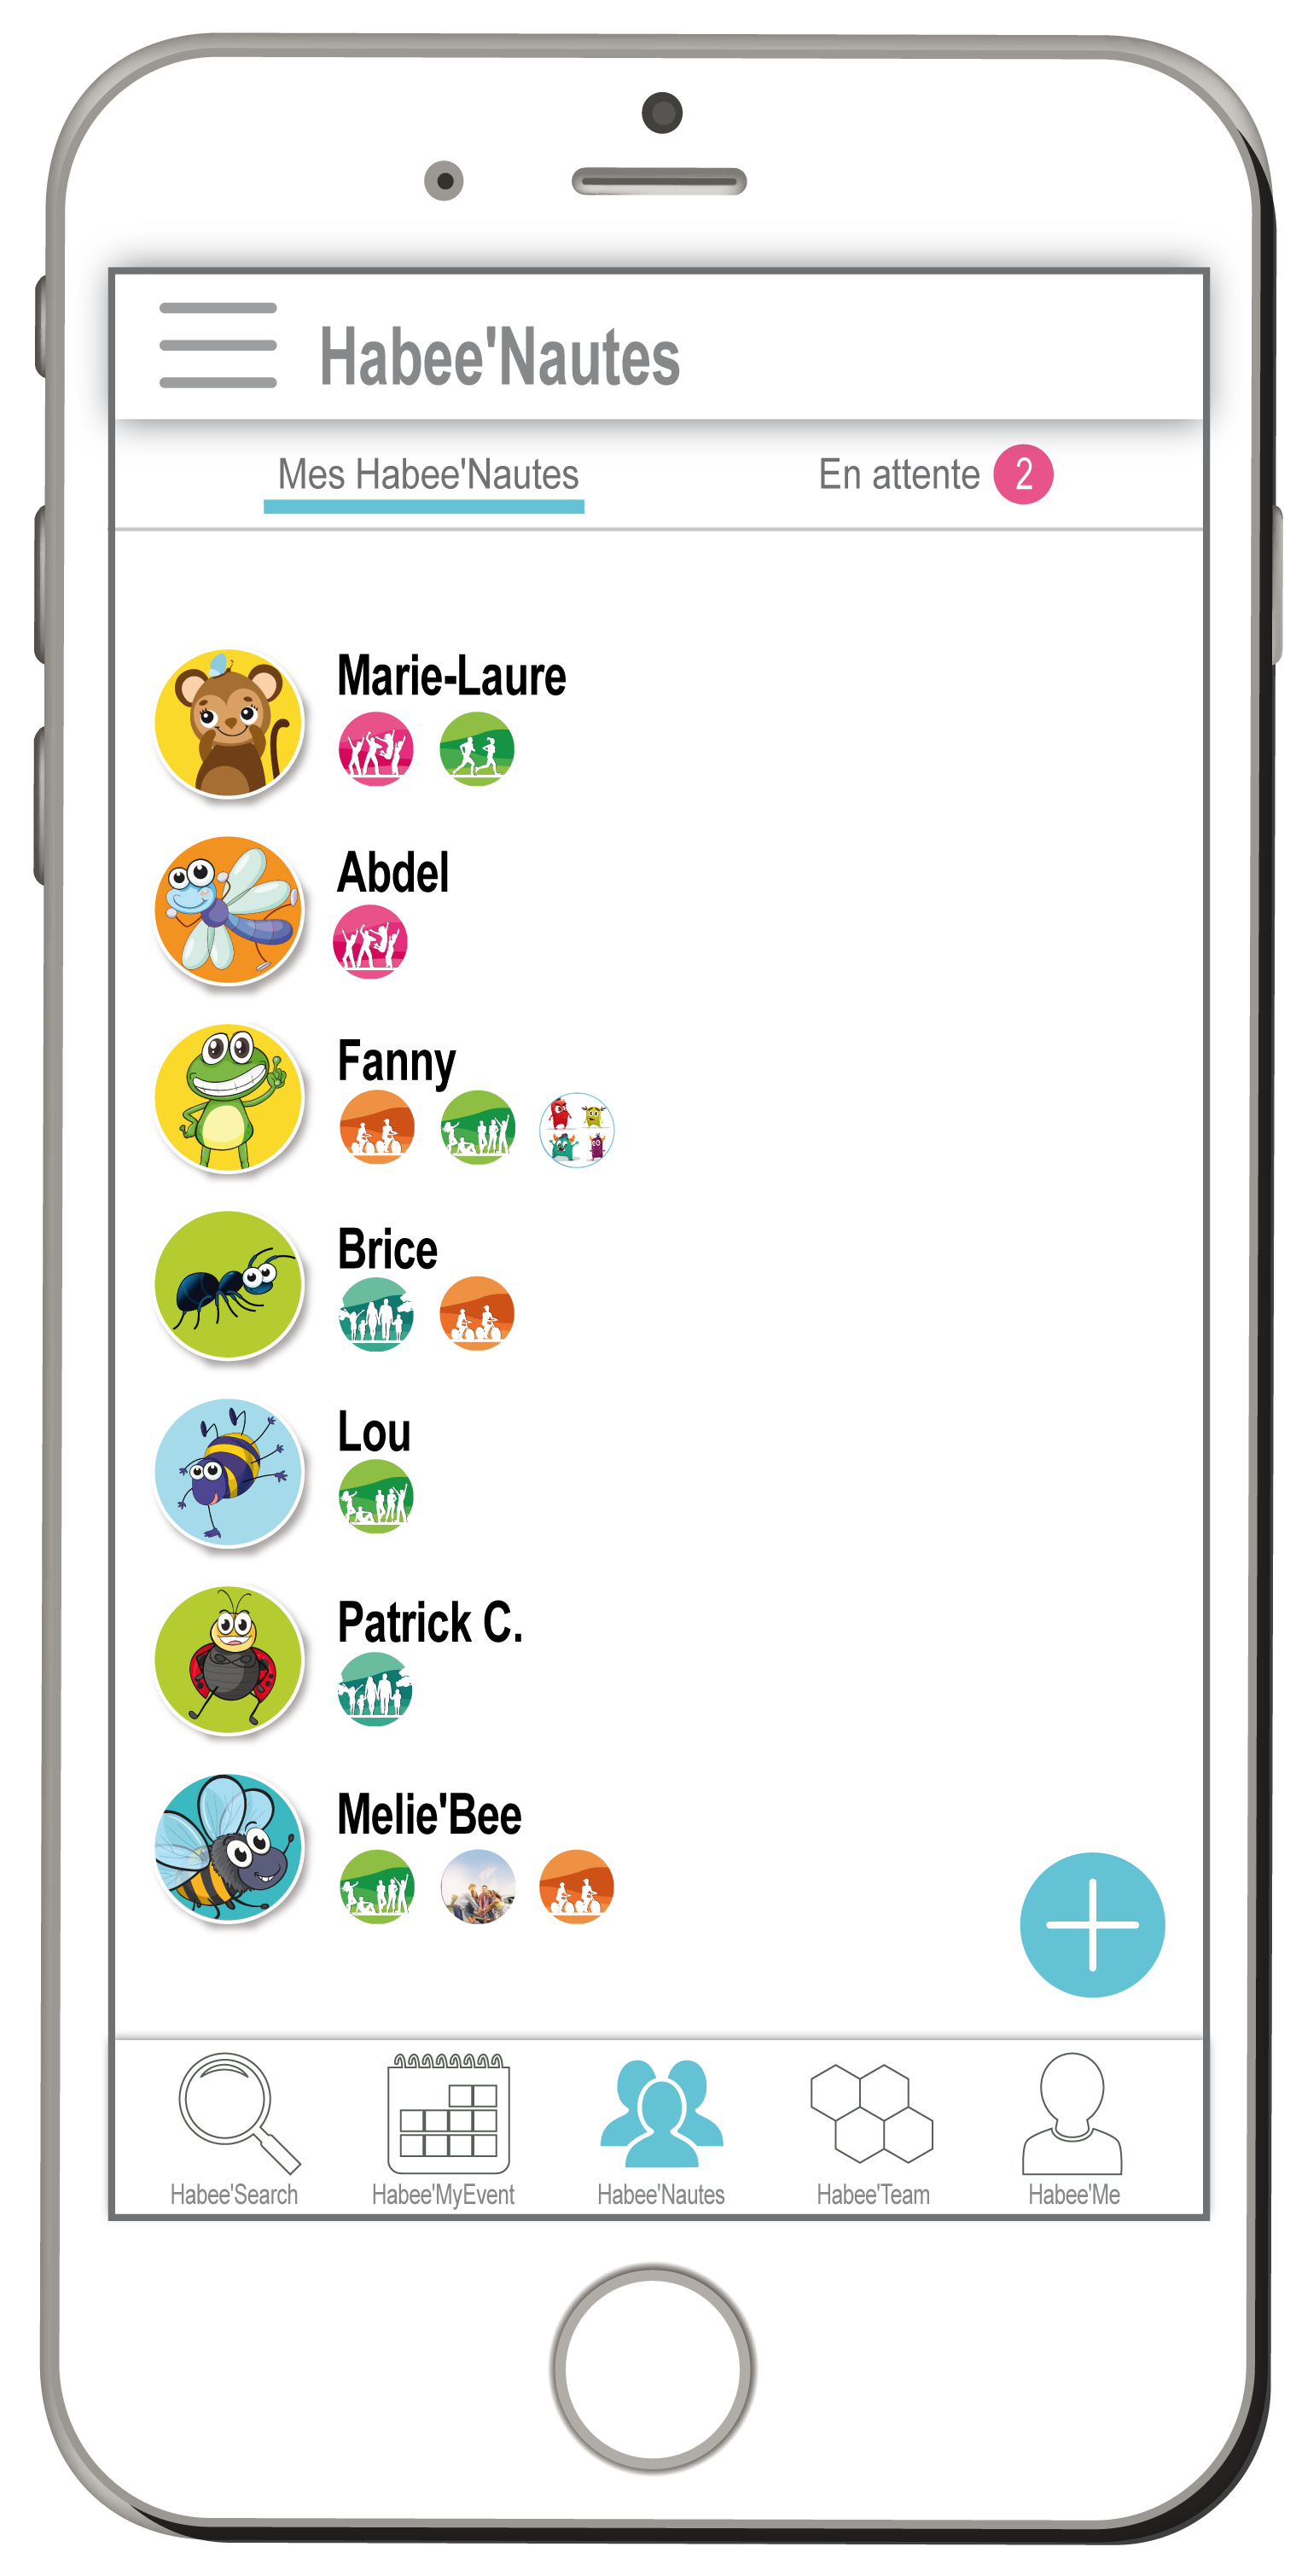 Habee'Nautes
Mes Habee'Nautes
En attente 2
Marie-Laure
Abdel
Fanny
Brice
Lou
Patrick C.
Melie'Bee
Habee'Search
Habee'MyEvent
Habee'Nautes
Habee'Team
Habee'Me